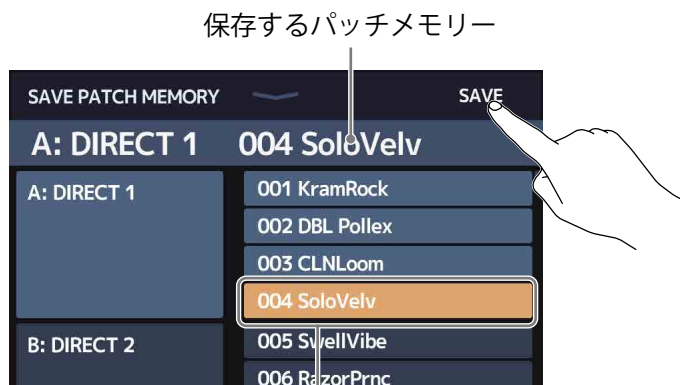 保存するパッチメモリー
SAVE PATCH MEMORY SAVE
A: DIRECT 1 004 SoloVelv
A: DIRECT 1
001 KramRock
002 DBL Pollex
003 CLNLoom
004 SoloVelv
B: DIRECT 2
005 SwellVibe
006 RazorPrnc